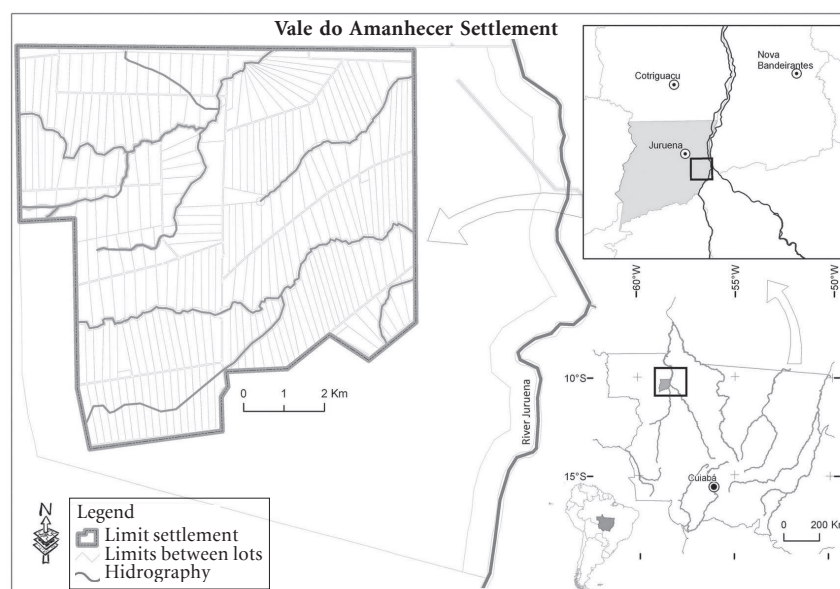 Vale do Amanhecer Settlement
Nova
Bandeirantes
Cotriguaçu
Juruena
-60°W
-55°W
-50°W
0 1 2 Km
River Juruena
10°S
15°S
Cuiabá
0 200 Km
N
Legend
Limit settlement
Limits between lots
Hidrography